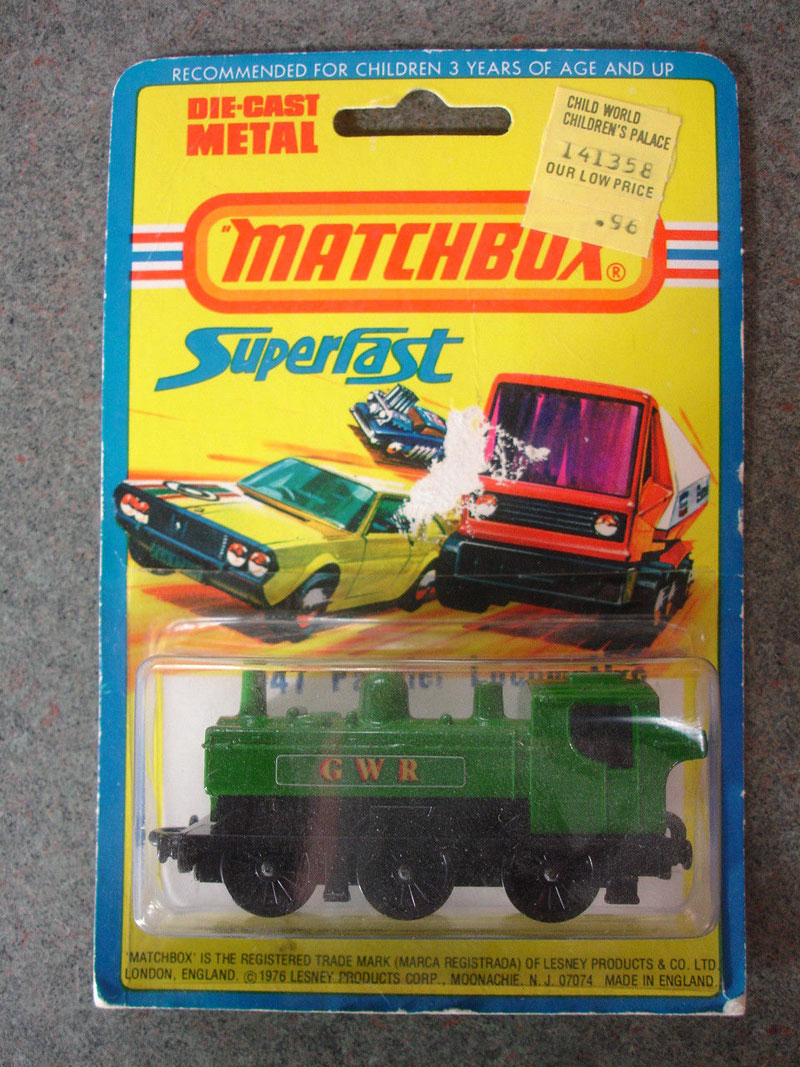 RECOMMENDED FOR CHILDREN 3 YEARS OF AGE AND UP
DIE-CAST
METAL
CHILD WORLD
CHILDREN'S PALACE
141358
OUR LOW PRICE
.96
"MATCHBOX®
Superfast
G W R
'MATCHBOX' IS THE REGISTERED TRADE MARK (MARCA REGISTRADA) OF LESNEY PRODUCTS & CO. LTD
LONDON, ENGLAND. ©1976 LESNEY PRODUCTS CORP., MOONACHIE, N. J. 07074 MADE IN ENGLAND